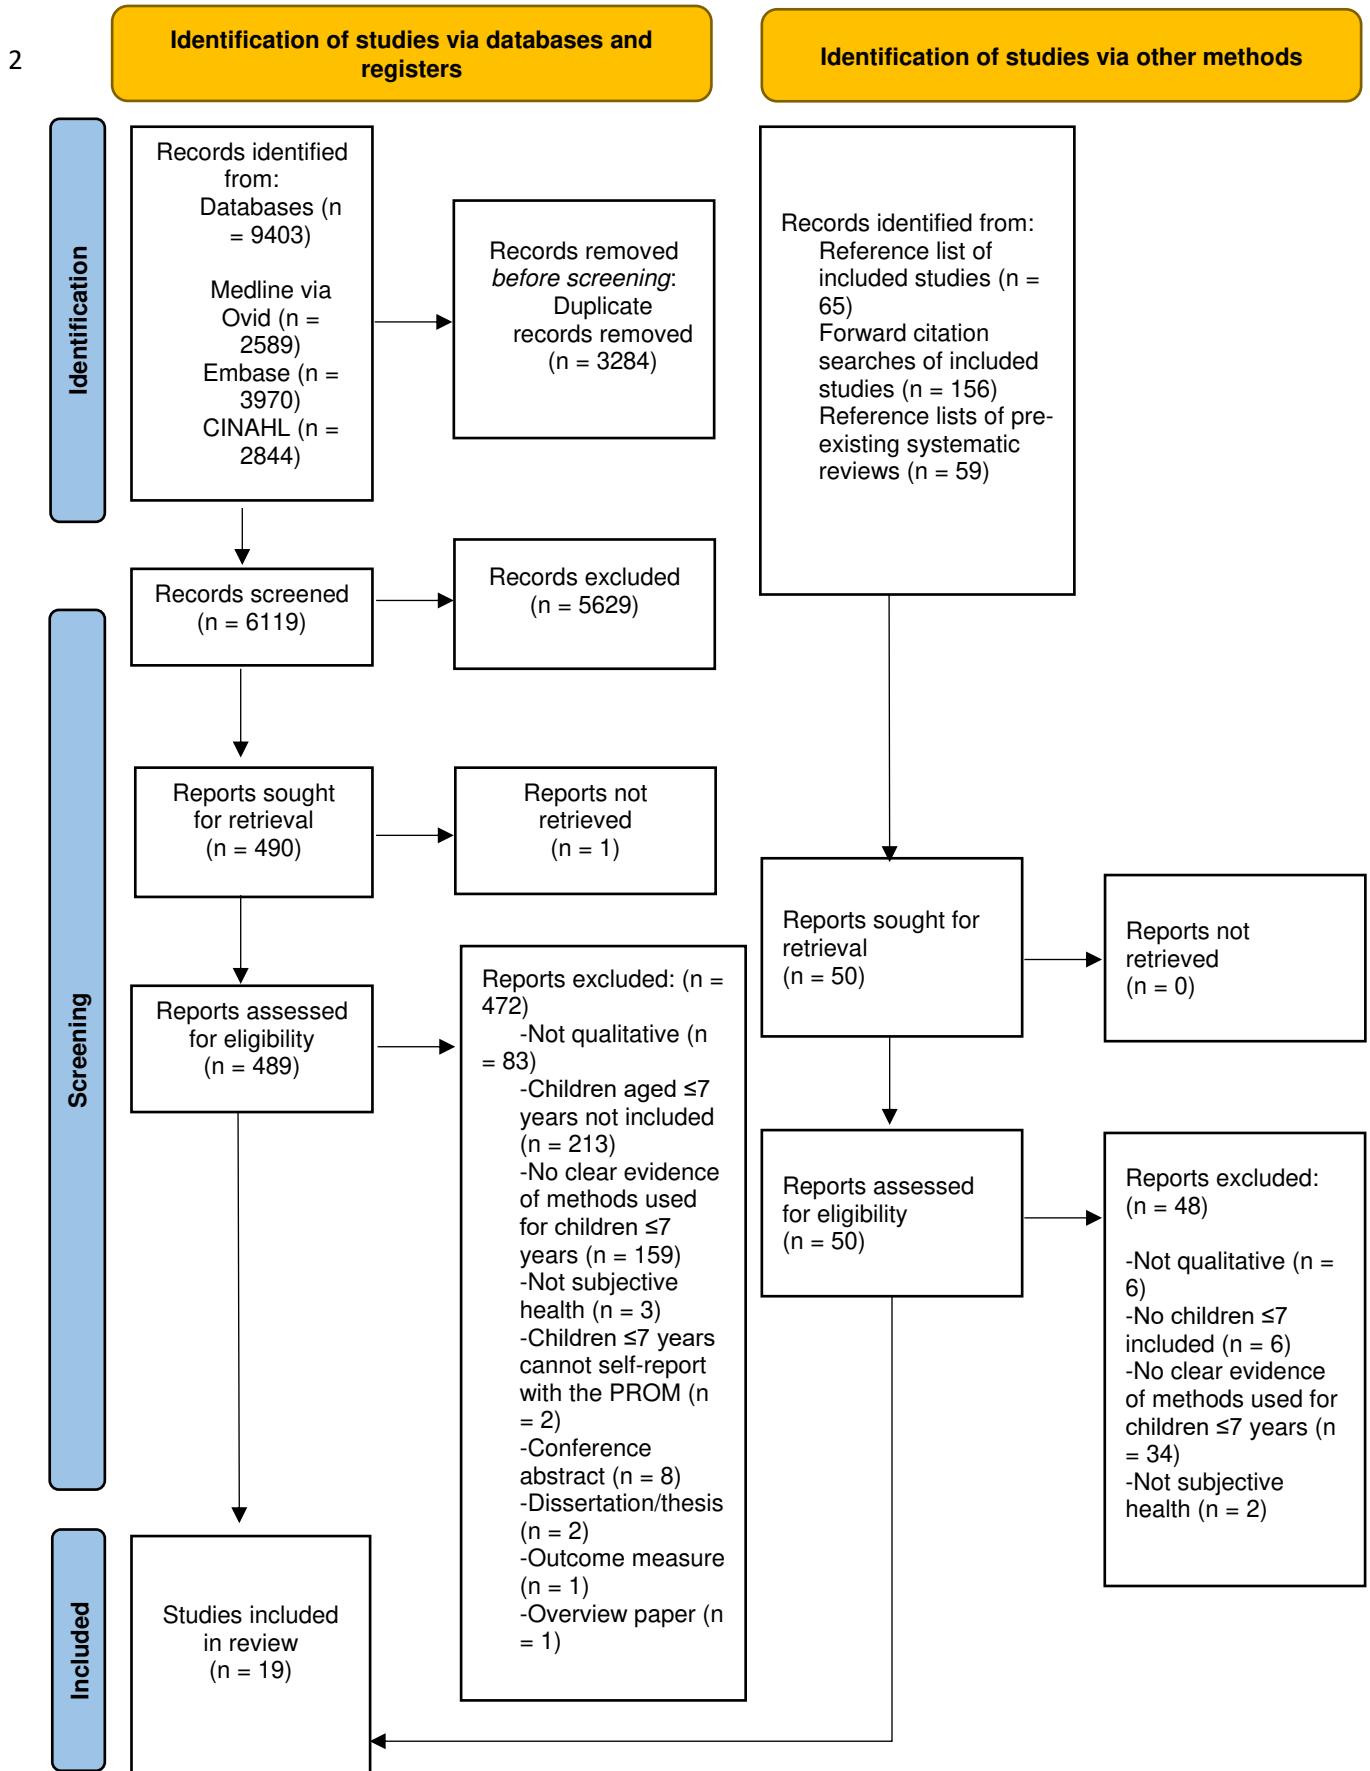 2
Identification of studies via databases and
registers
Identification of studies via other methods
Identification
Records identified
from:
Databases (n
= 9403)
Medline via
Ovid (n =
2589)
Embase (n =
3970)
CINAHL (n =
2844)
Records removed
before screening:
Duplicate
records removed
(n = 3284)
Records identified from:
Reference list of
included studies (n =
65)
Forward citation
searches of included
studies (n = 156)
Reference lists of pre-
existing systematic
reviews (n = 59)
Screening
Records screened
(n = 6119)
Records excluded
(n = 5629)
Reports sought
for retrieval
(n = 490)
Reports not
retrieved
(n = 1)
Reports sought for
retrieval
(n = 50)
Reports not
retrieved
(n = 0)
Reports assessed
for eligibility
(n = 489)
Reports excluded: (n =
472)
-Not qualitative (n
= 83)
-Children aged ≤7
years not included
(n = 213)
-No clear evidence
of methods used
for children ≤7
years (n = 159)
-Not subjective
health (n = 3)
-Children ≤7 years
cannot self-report
with the PROM (n
= 2)
-Conference
abstract (n = 8)
-Dissertation/thesis
(n = 2)
-Outcome measure
(n = 1)
-Overview paper (n
= 1)
Reports assessed
for eligibility
(n = 50)
Reports excluded:
(n = 48)
-Not qualitative (n =
6)
-No children ≤7
included (n = 6)
-No clear evidence
of methods used for
children ≤7 years (n
= 34)
-Not subjective
health (n = 2)
Included
Studies included
in review
(n = 19)